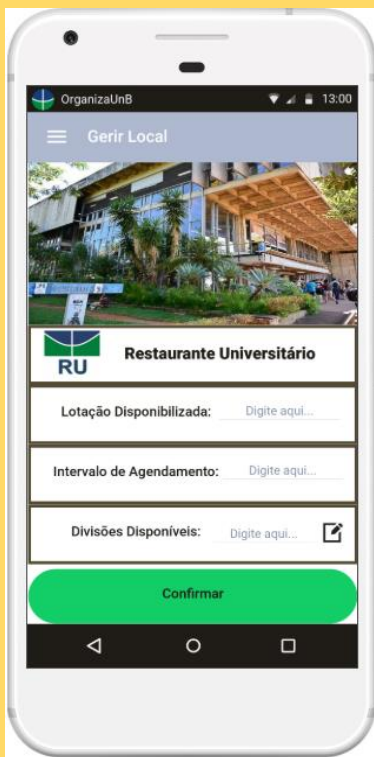 OrganizaUnB 13:00
Gerir Local
RU Restaurante Universitário
Lotação Disponibilizada: Digite aqui...
Intervalo de Agendamento: Digite aqui...
Divisões Disponíveis: Digite aqui...
Confirmar